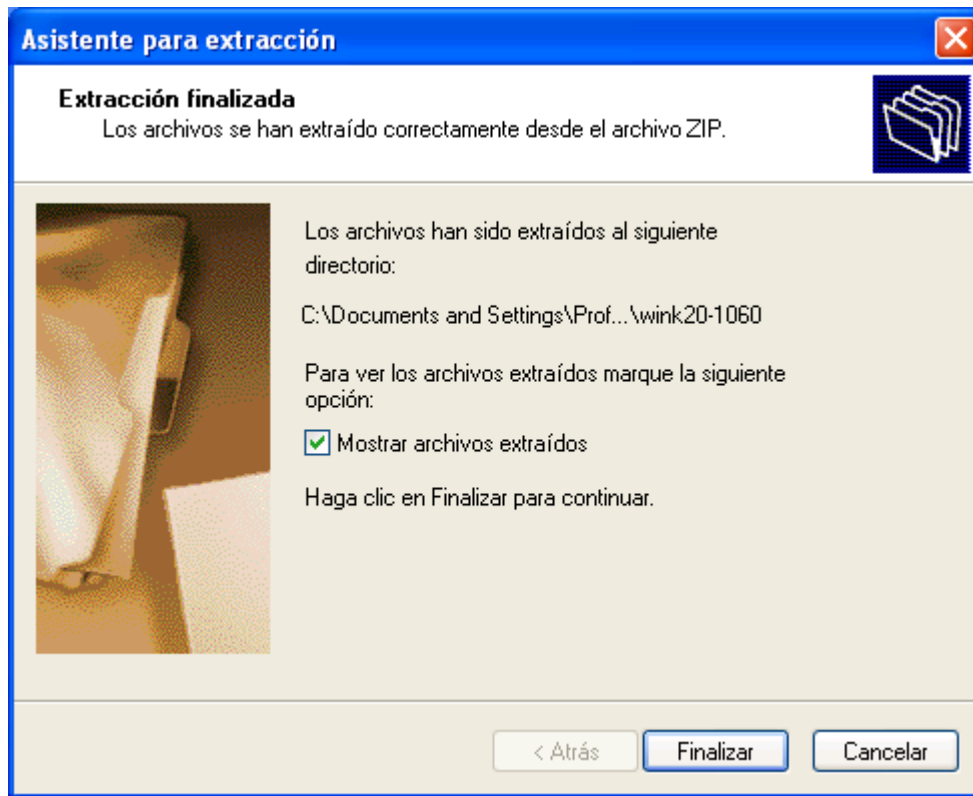 Asistente para extracción
Extracción finalizada
Los archivos se han extraído correctamente desde el archivo ZIP.
Los archivos han sido extraídos al siguiente
directorio:
C:\Documents and Settings\Prof...\wink20-1060
Para ver los archivos extraídos marque la siguiente
opción:
Mostrar archivos extraídos
Haga clic en Finalizar para continuar.
< Atrás
Finalizar
Cancelar